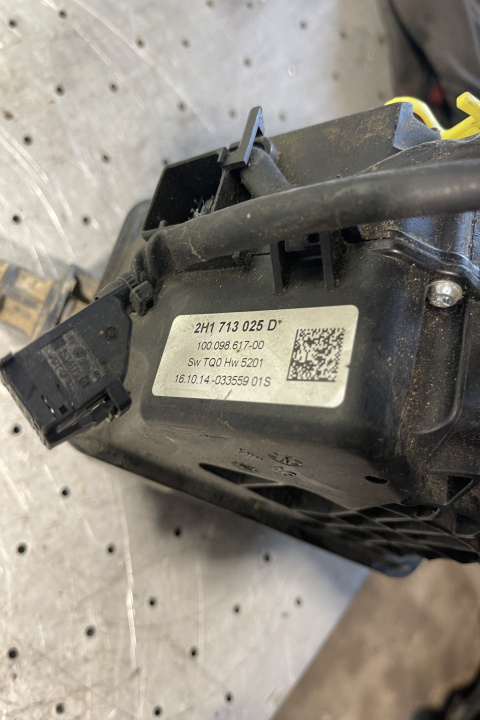 2H1 713 025 D*
100.098.617-00
Sw TQ0 Hw 5201
16.10.14 -033559 01S